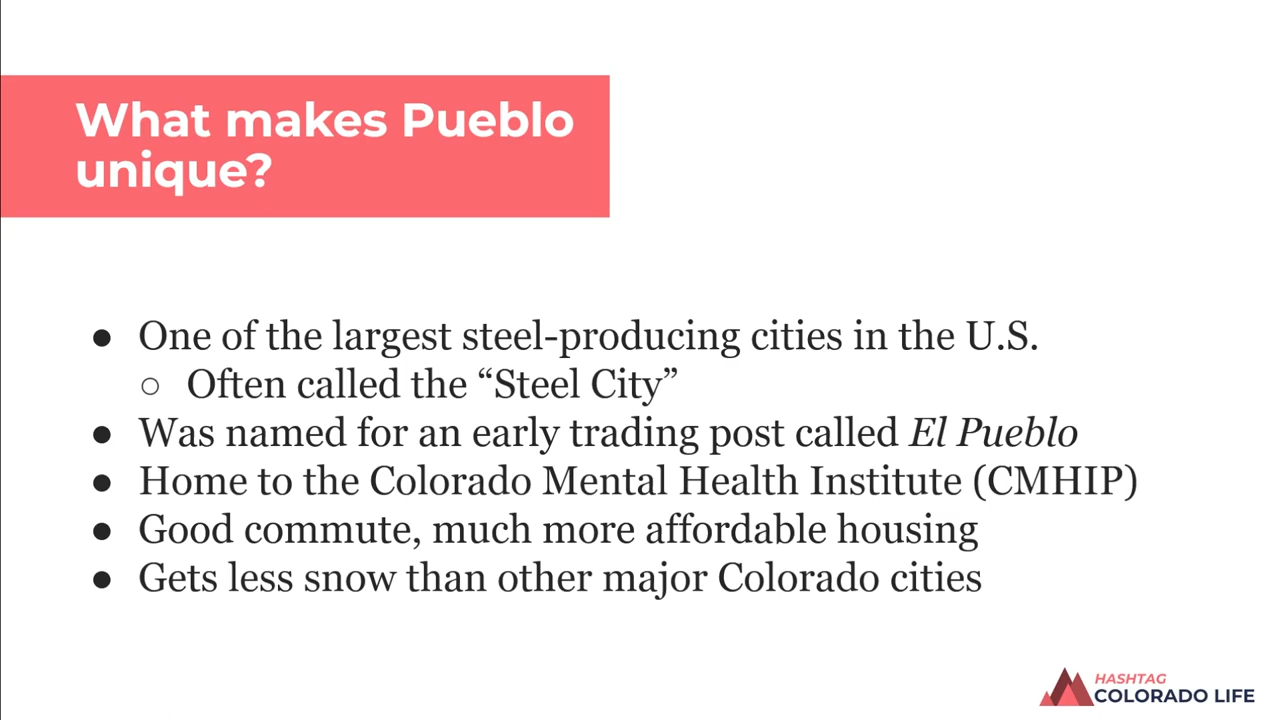 What makes Pueblo
unique?
● One of the largest steel-producing cities in the U.S.
○ Often called the “Steel City”
● Was named for an early trading post called El Pueblo
● Home to the Colorado Mental Health Institute (CMHIP)
● Good commute, much more affordable housing
● Gets less snow than other major Colorado cities
HASHTAG
COLORADO LIFE